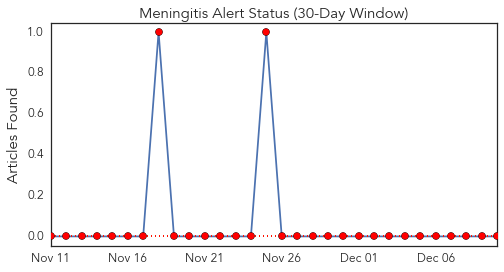 Meningitis Alert Status (30-Day Window)
Articles Found
1.0
0.8
0.6
0.4
0.2
0.0
Nov 11 Nov 16 Nov 21 Nov 26 Dec 01 Dec 06